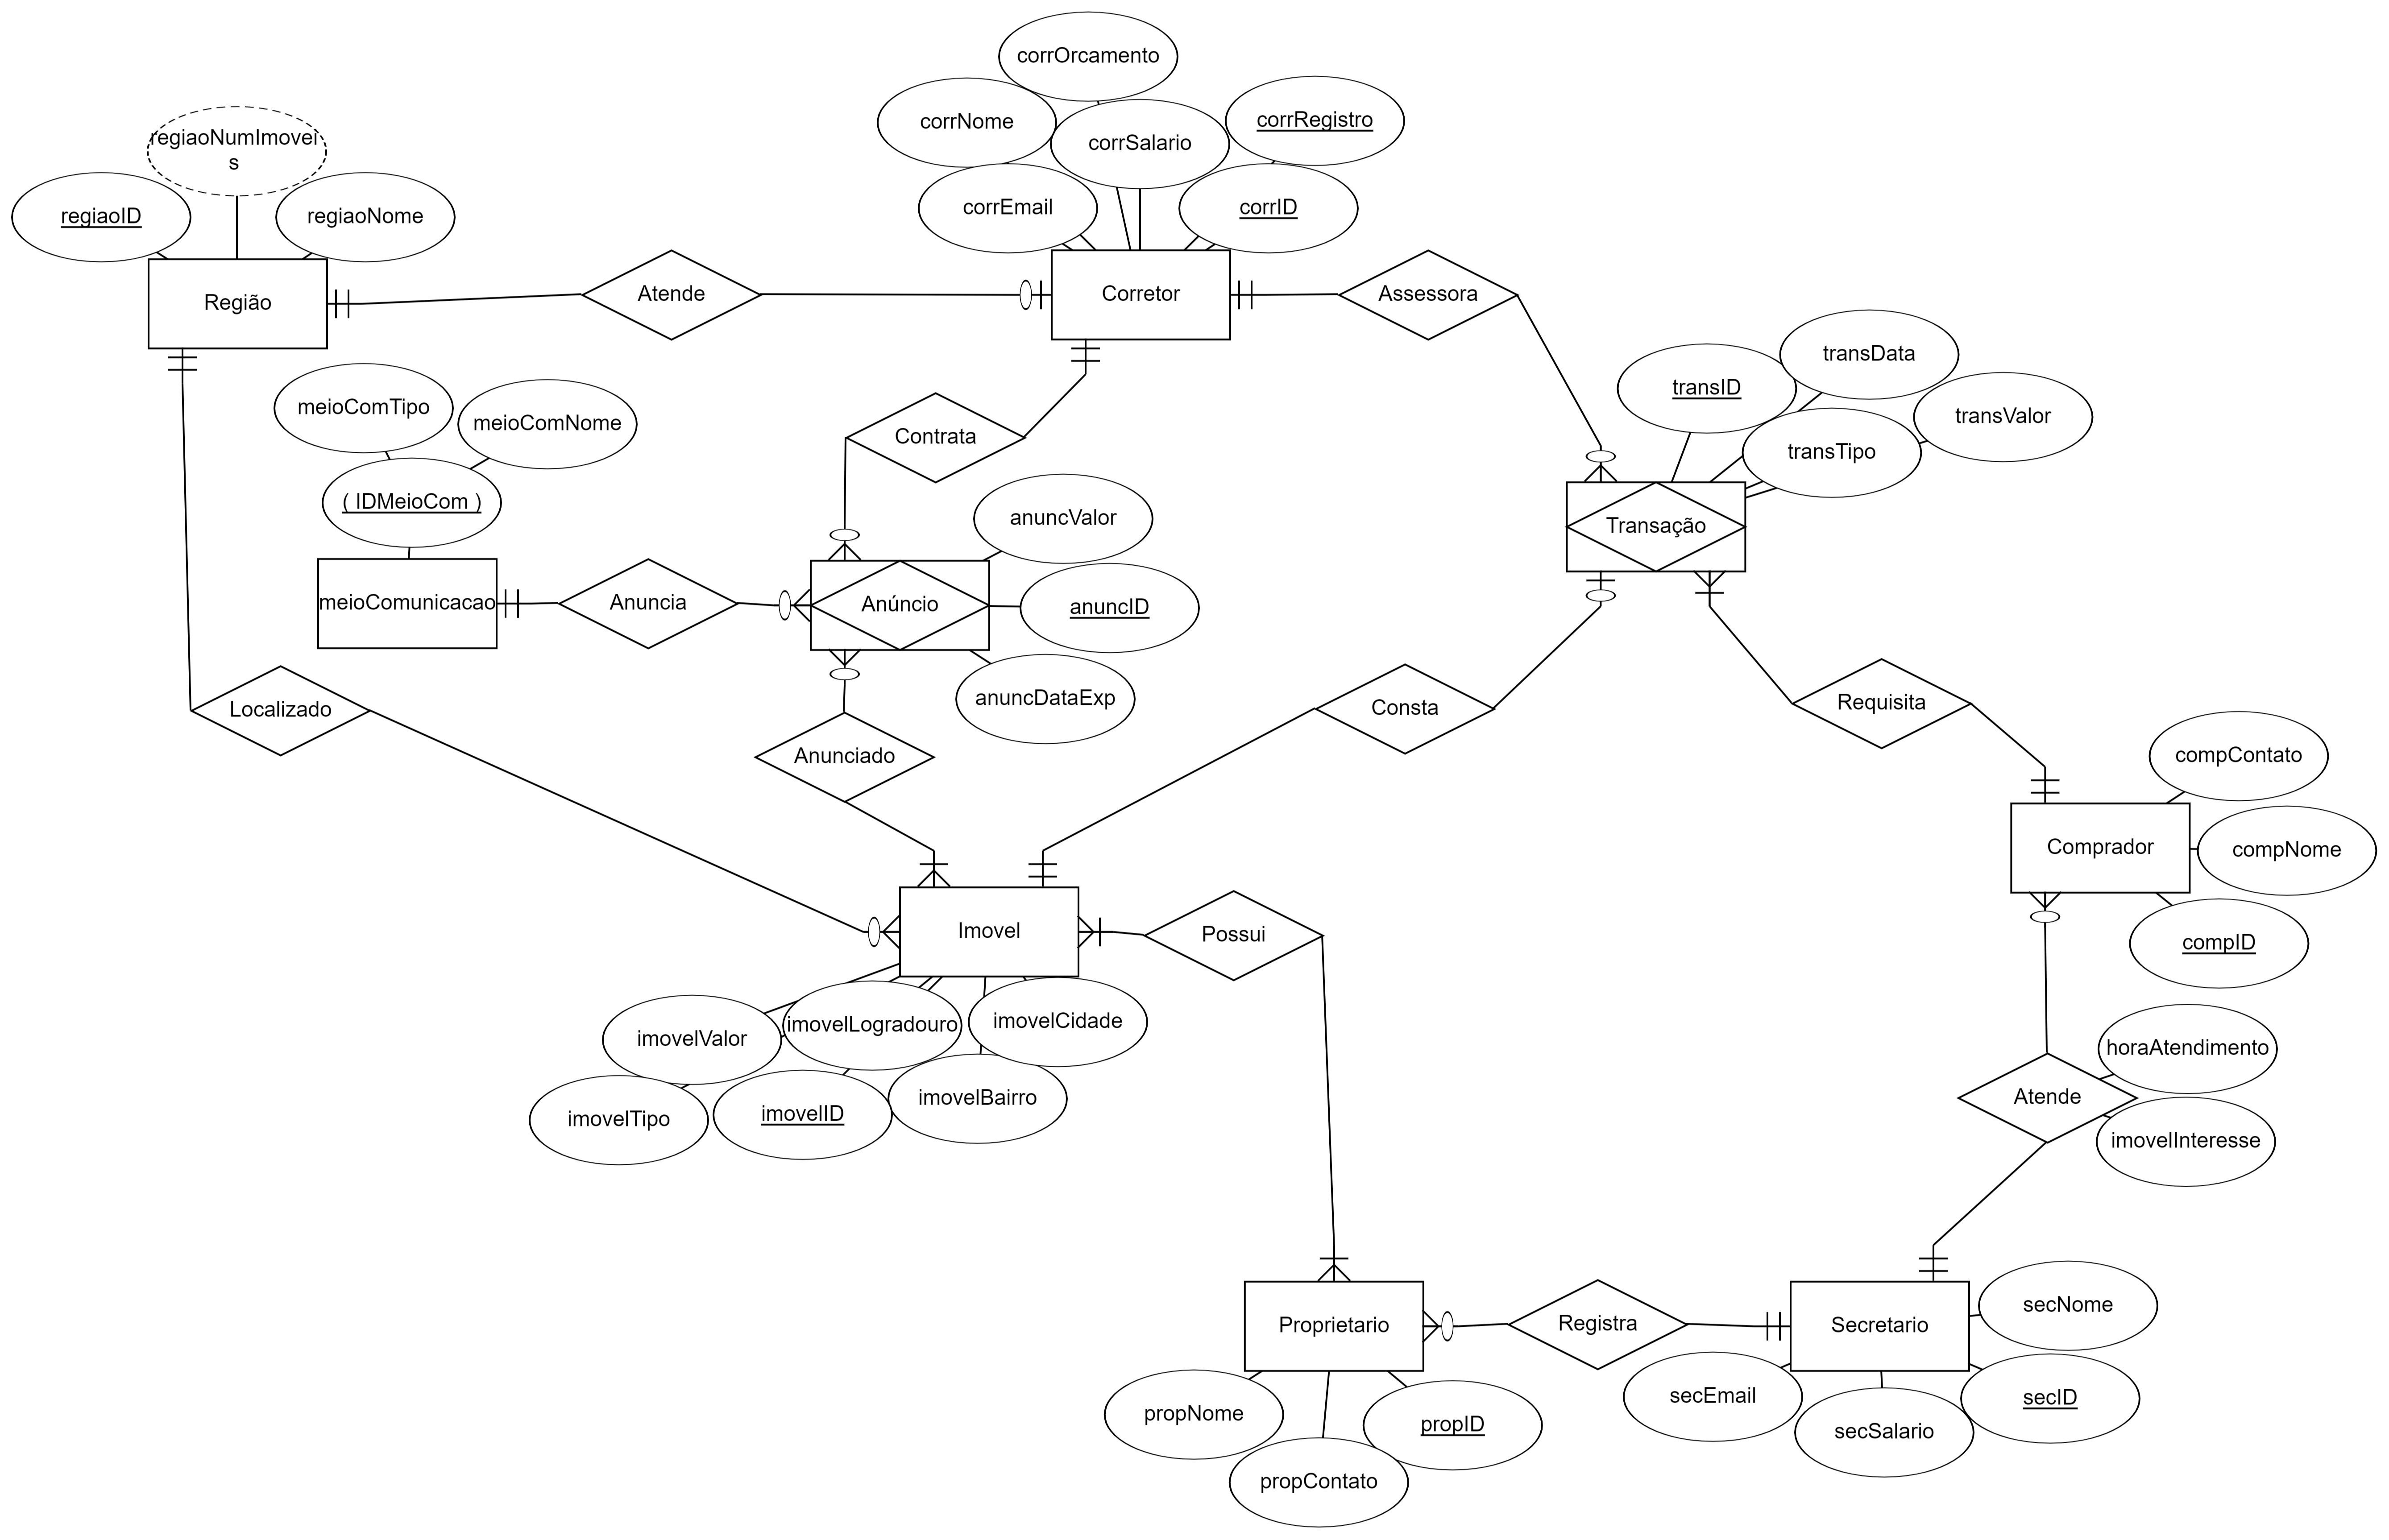 corrOrcamento
corrNome
corrSalario
corrRegistro
corrEmail
corrID
regiaoNumImovei
s
regiaoID
regiaoNome
Região
Atende
Corretor
Assessora
meioComTipo
meioComNome
( IDMeioCom )
Contrata
transID
transData
transTipo
transValor
Transação
meioComunicacao
Anuncia
Anúncio
anuncValor
anuncID
anuncDataExp
Localizado
Anunciado
Consta
Requisita
compContato
Comprador
compNome
compID
Imovel
Possui
imovelValor
imovelLogradouro
imovelCidade
imovelTipo
imovelID
imovelBairro
horaAtendimento
Atende
imovelInteresse
Proprietario
Registra
Secretario
secNome
secEmail
secSalario
secID
propNome
propContato
propID